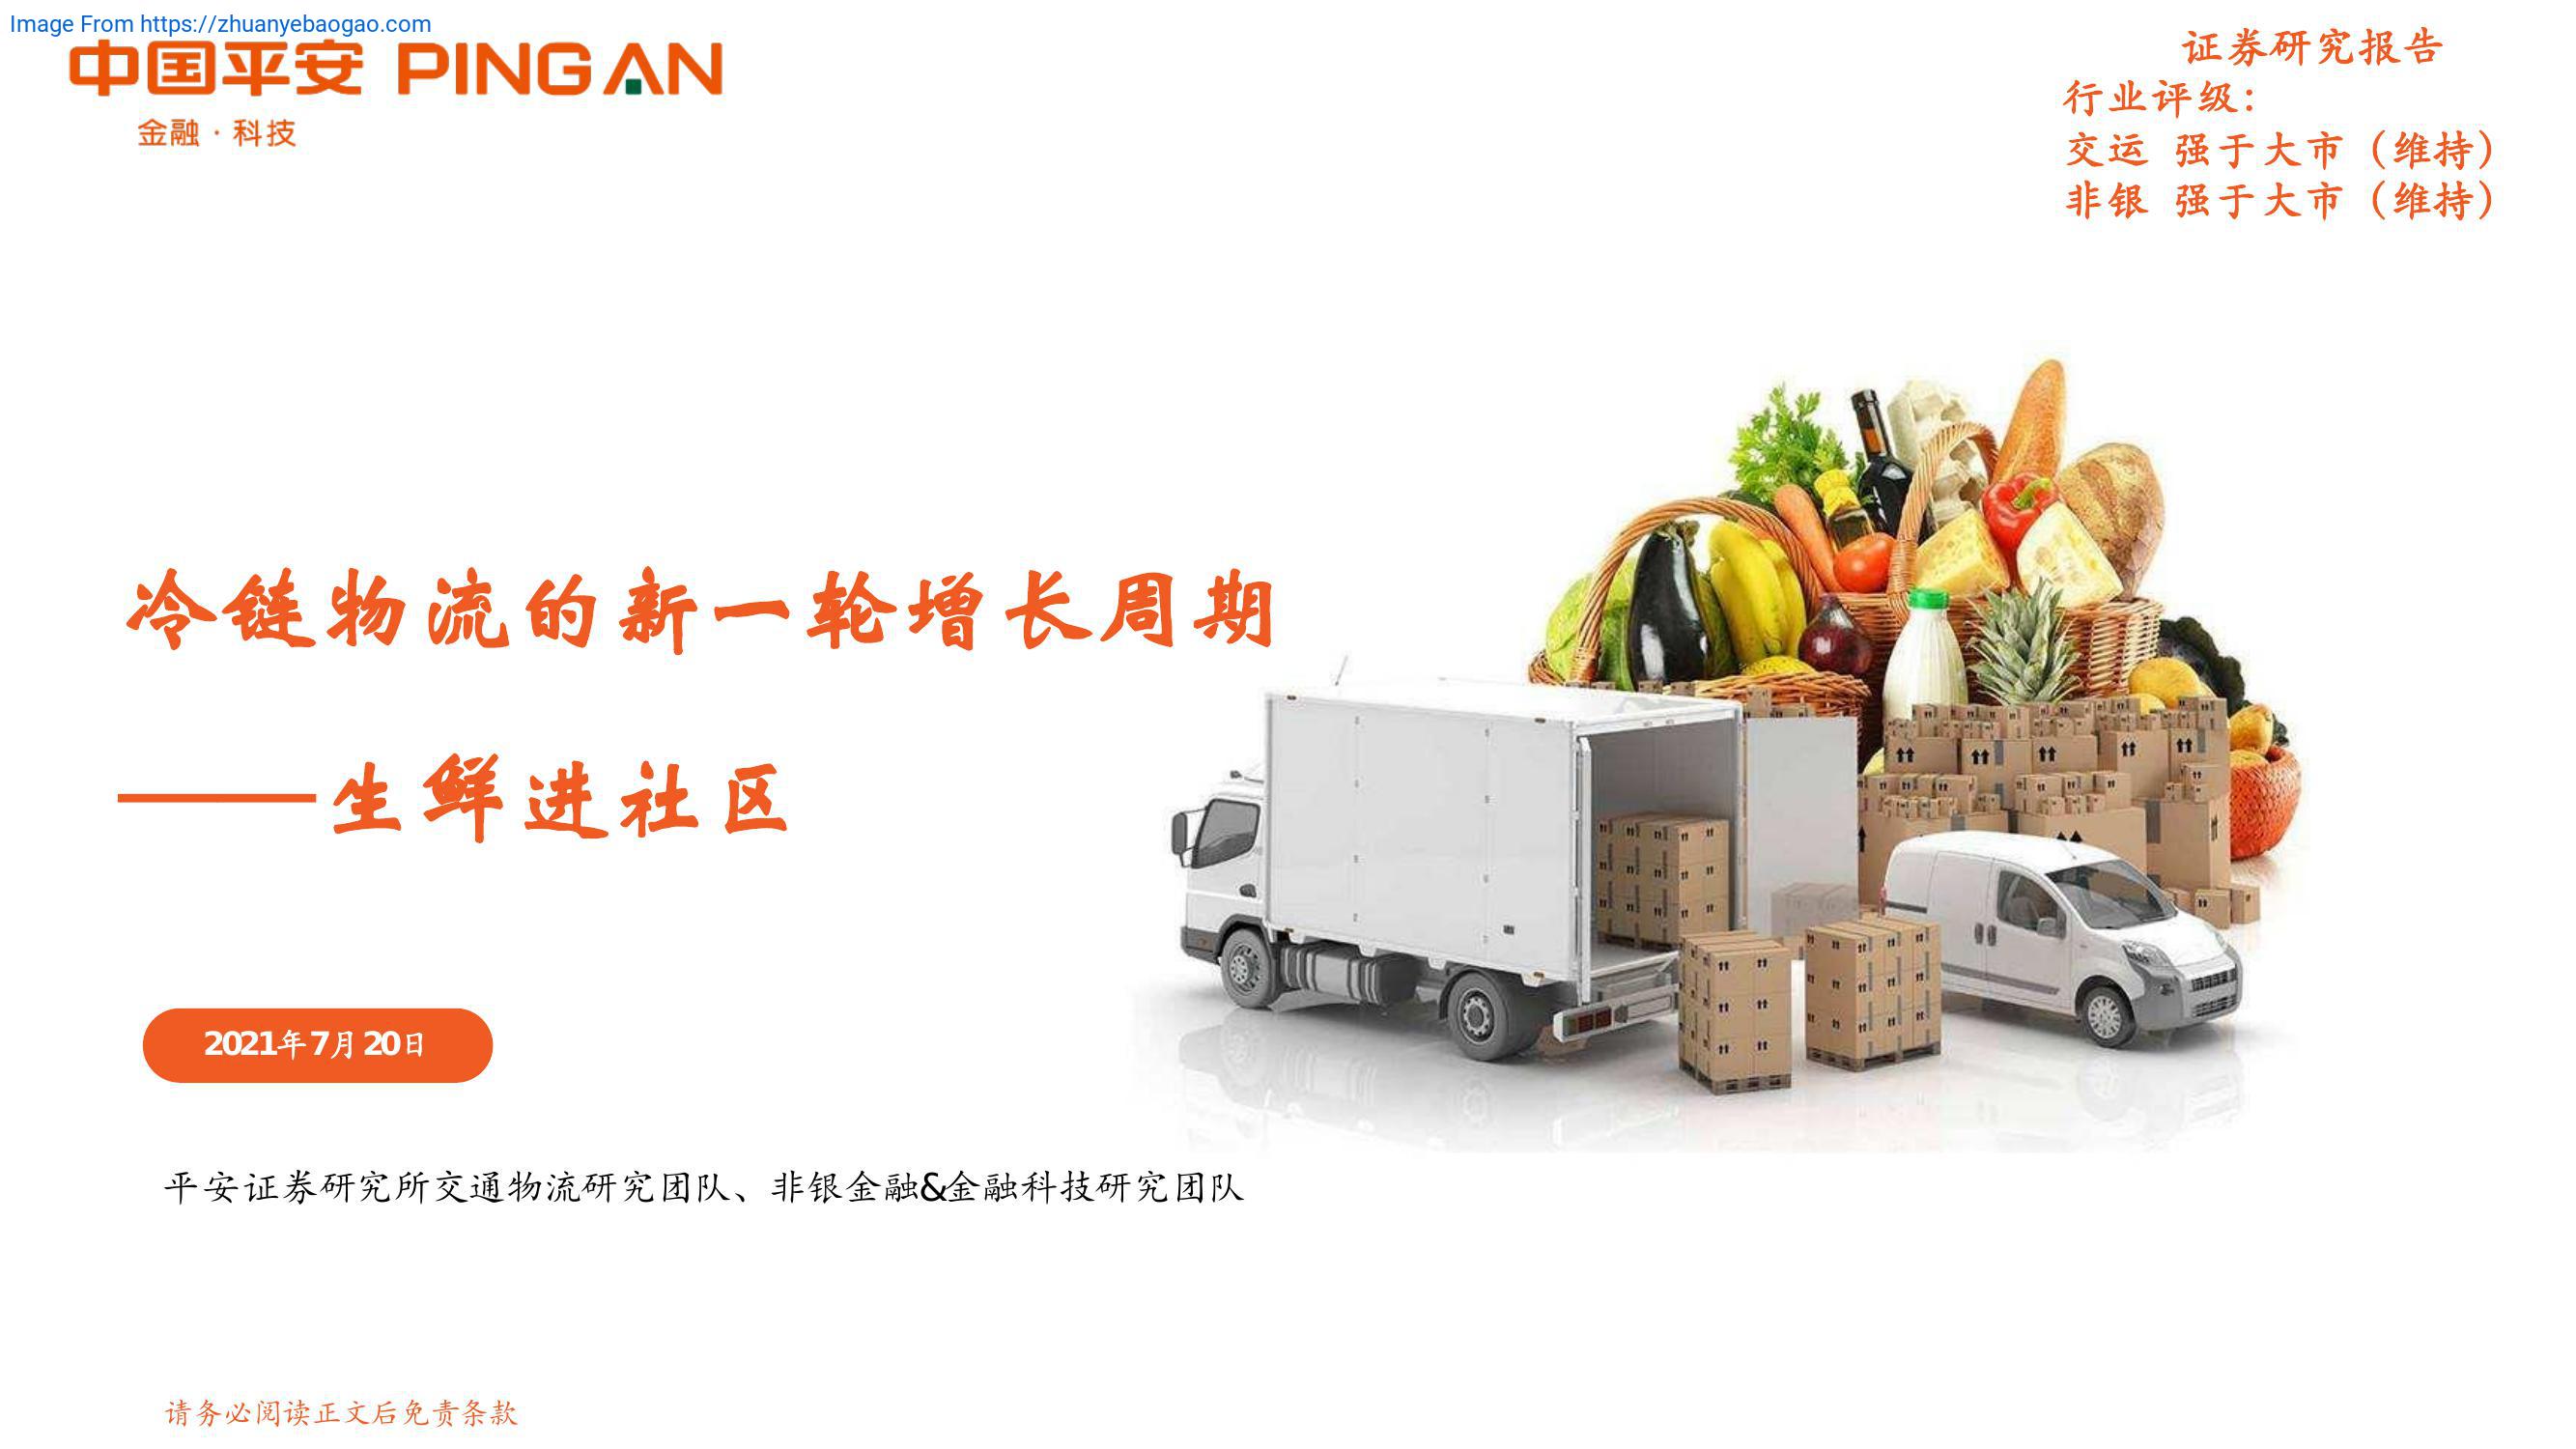 Image From https://zhuanyebaogao.com
中国平安 PINGAN
金融·科技
证券研究报告
行业评级：
交运 强于大市（维持）
非银 强于大市（维持）
冷链物流的新一轮增长周期
——生鲜进社区
2021年7月20日
平安证券研究所交通物流研究团队、非银金融&金融科技研究团队
请务必阅读正文后免责条款